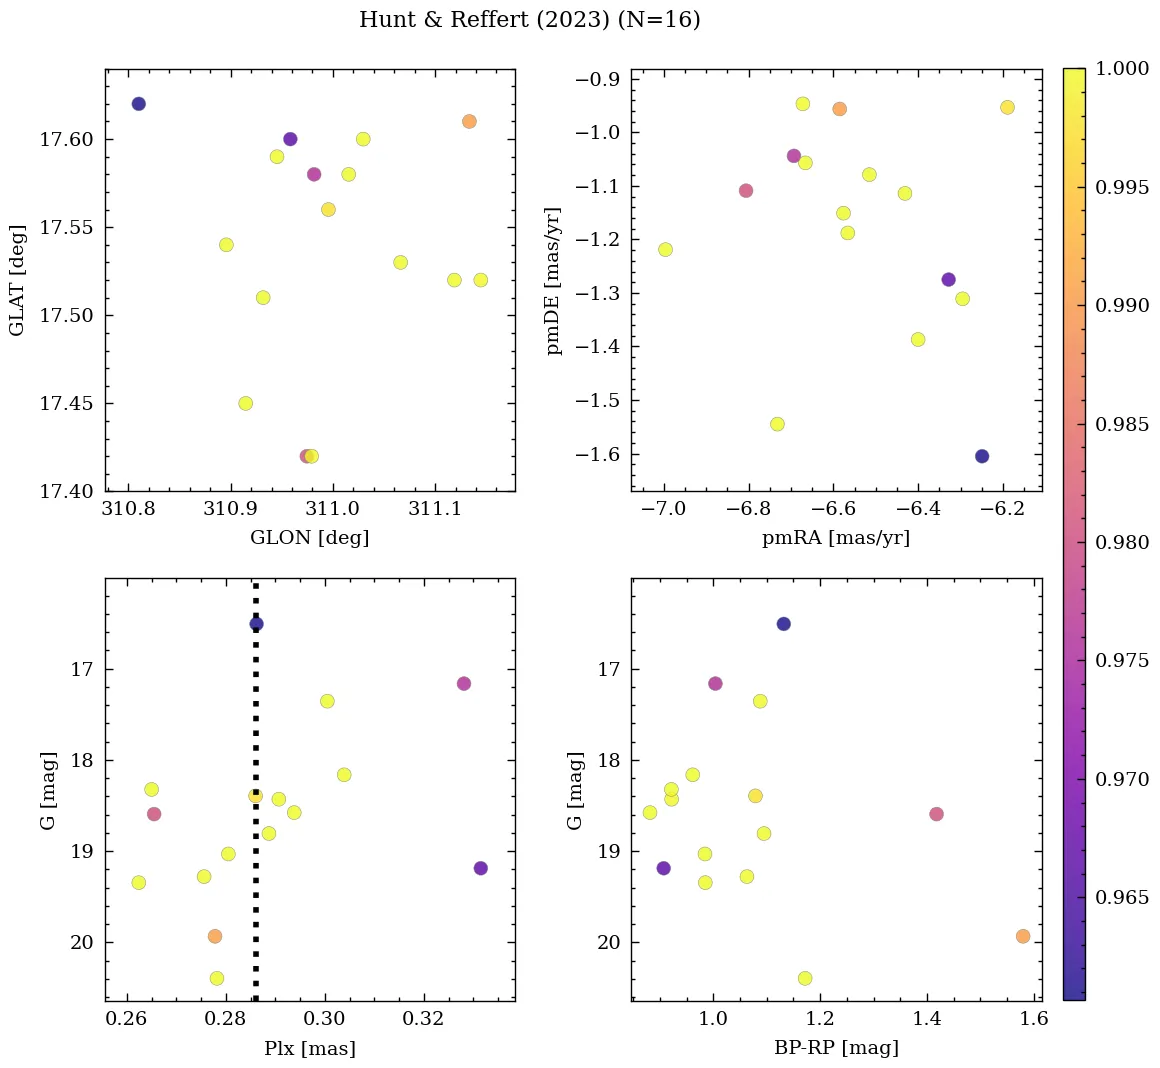 Hunt & Reffert (2023) (N=16)
17.60
17.55
17.50
17.45
17.40
310.8 310.9 311.0 311.1
GLAT [deg]
GLON [deg]
−0.9
−1.0
−1.1
−1.2
−1.3
−1.4
−1.5
−1.6
−7.0 −6.8 −6.6 −6.4 −6.2
pmDE [mas/yr]
pmRA [mas/yr]
17
18
19
20
0.26 0.28 0.30 0.32
G [mag]
Plx [mas]
17
18
19
20
1.0 1.2 1.4 1.6
G [mag]
BP-RP [mag]
1.000
0.995
0.990
0.985
0.980
0.975
0.970
0.965